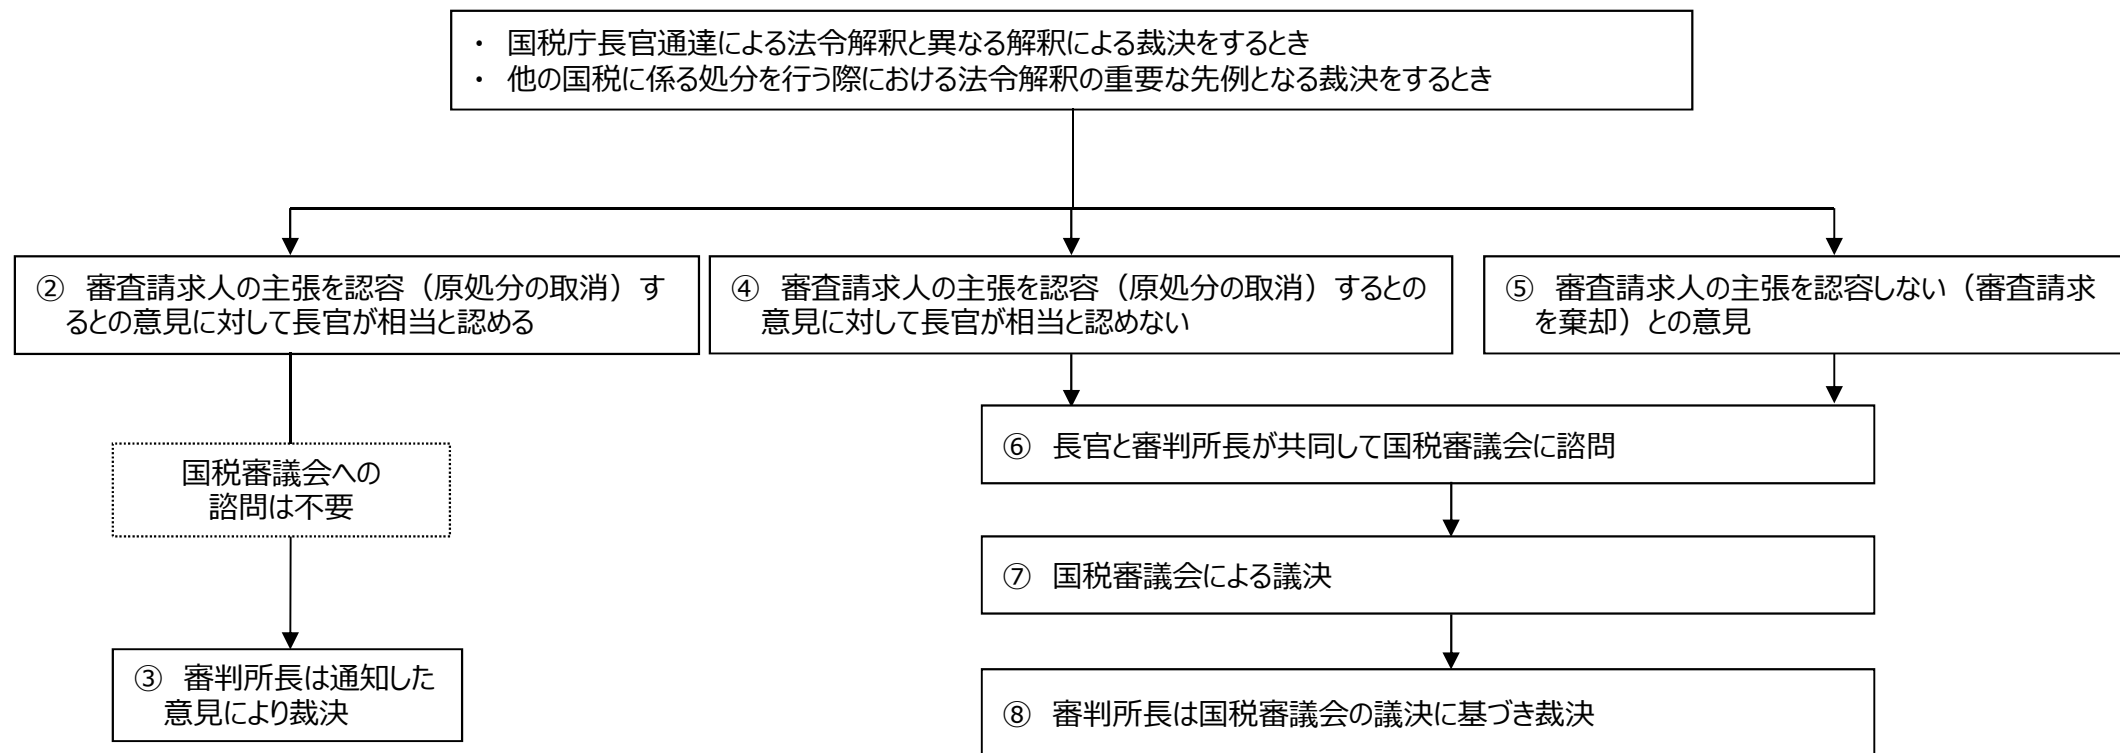 ・ 国税庁長官通達による法令解釈と異なる解釈による裁決をするとき
・ 他の国税に係る処分を行う際における法令解釈の重要な先例となる裁決をするとき
② 審査請求人の主張を認容（原処分の取消）す
るとの意見に対して長官が相当と認める
④ 審査請求人の主張を認容（原処分の取消）するとの
意見に対して長官が相当と認めない
⑤ 審査請求人の主張を認容しない（審査請求
を棄却）との意見
国税審議会への
諮問は不要
⑥ 長官と審判所長が共同して国税審議会に諮問
⑦ 国税審議会による議決
③ 審判所長は通知した
意見により裁決
⑧ 審判所長は国税審議会の議決に基づき裁決